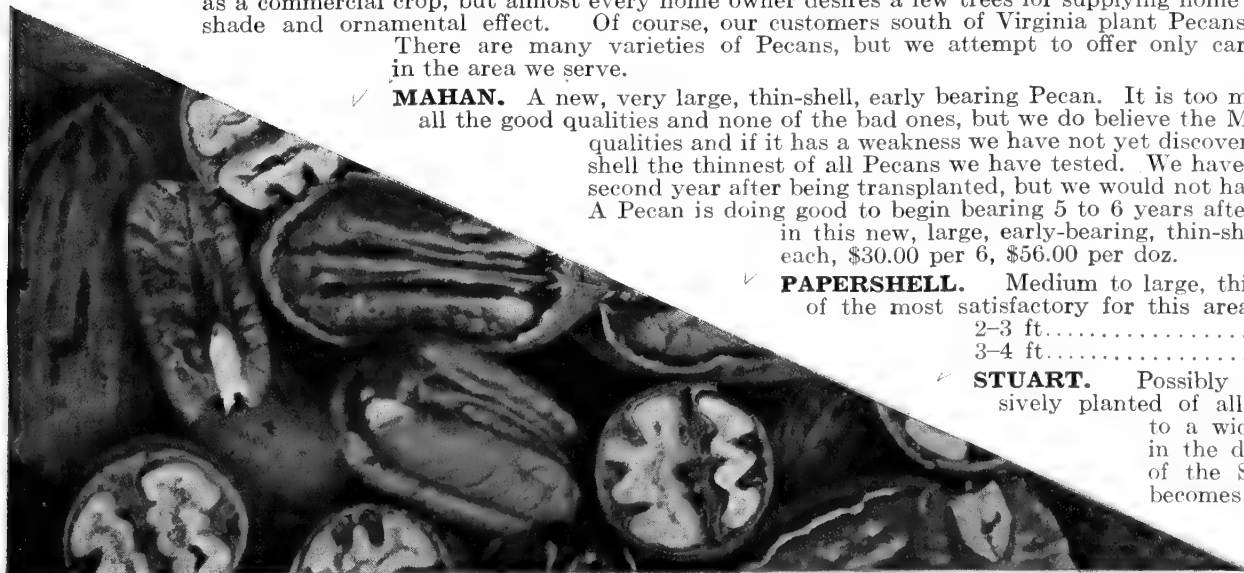 as a commercial crop, but almost every home owner desires a few trees for supplying home
shade and ornamental effect. Of course, our customers south of Virginia plant Pecans
There are many varieties of Pecans, but we attempt to offer only car
in the area we serve.
MAHAN. A new, very large, thin-shell, early bearing Pecan. It is too m
all the good qualities and none of the bad ones, but we do believe the M
qualities and if it has a weakness we have not yet discover
shell the thinnest of all Pecans we have tested. We have
second year after being transplanted, but we would not ha
A Pecan is doing good to begin bearing 5 to 6 years afte
in this new, large, early-bearing, thin-sh
each, $30.00 per 6, $56.00 per doz.
PAPERSHELL. Medium to large, thi
of the most satisfactory for this area
2–3 ft..................
3–4 ft..................
STUART. Possibly
sively planted of all
to a wid
in the d
of the S
becomes